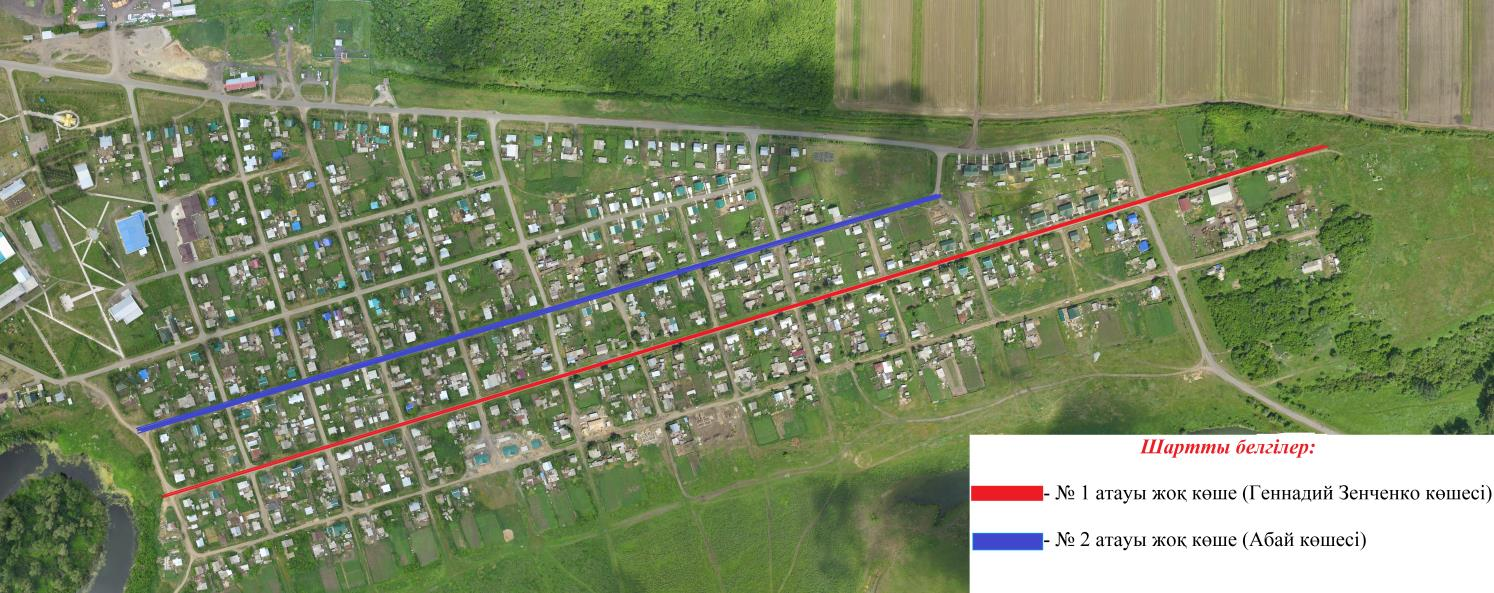 Шартты белгілер:
- № 1 атауы жоқ көше (Геннадий Зенченко көшесі)
- № 2 атауы жоқ көше (Абай көшесі)